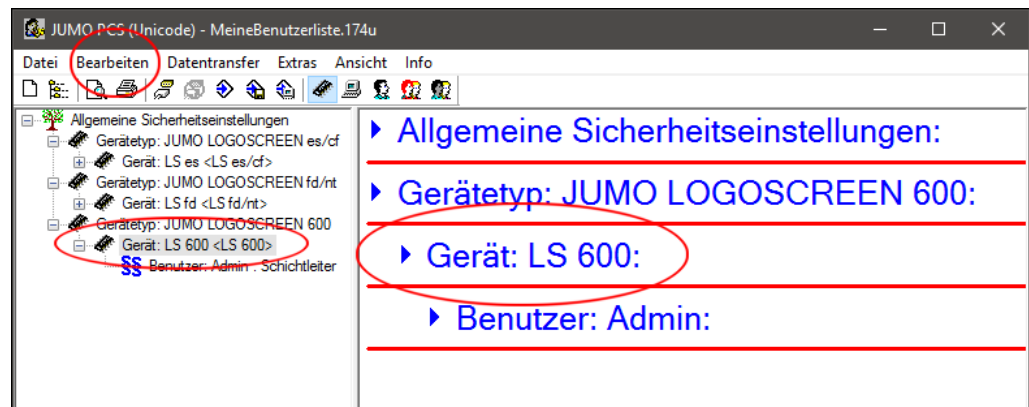 JUMO PCS (Unicode) - MeineBenutzerliste.174u
Datei Bearbeiten Datentransfer Extras Ansicht Info
Allgemeine Sicherheitseinstellungen
Gerätetyp: JUMO LOGOSCREEN es/cf
Gerät: LS es <LS es/cf>
Gerätetyp: JUMO LOGOSCREEN fd/nt
Gerät: LS fd <LS fd/nt>
Gerätetyp: JUMO LOGOSCREEN 600
Gerät: LS 600 <LS 600>
§§ Benutzer: Admin : Schichtleiter
Allgemeine Sicherheitseinstellungen:
Gerätetyp: JUMO LOGOSCREEN 600:
Gerät: LS 600:
Benutzer: Admin: